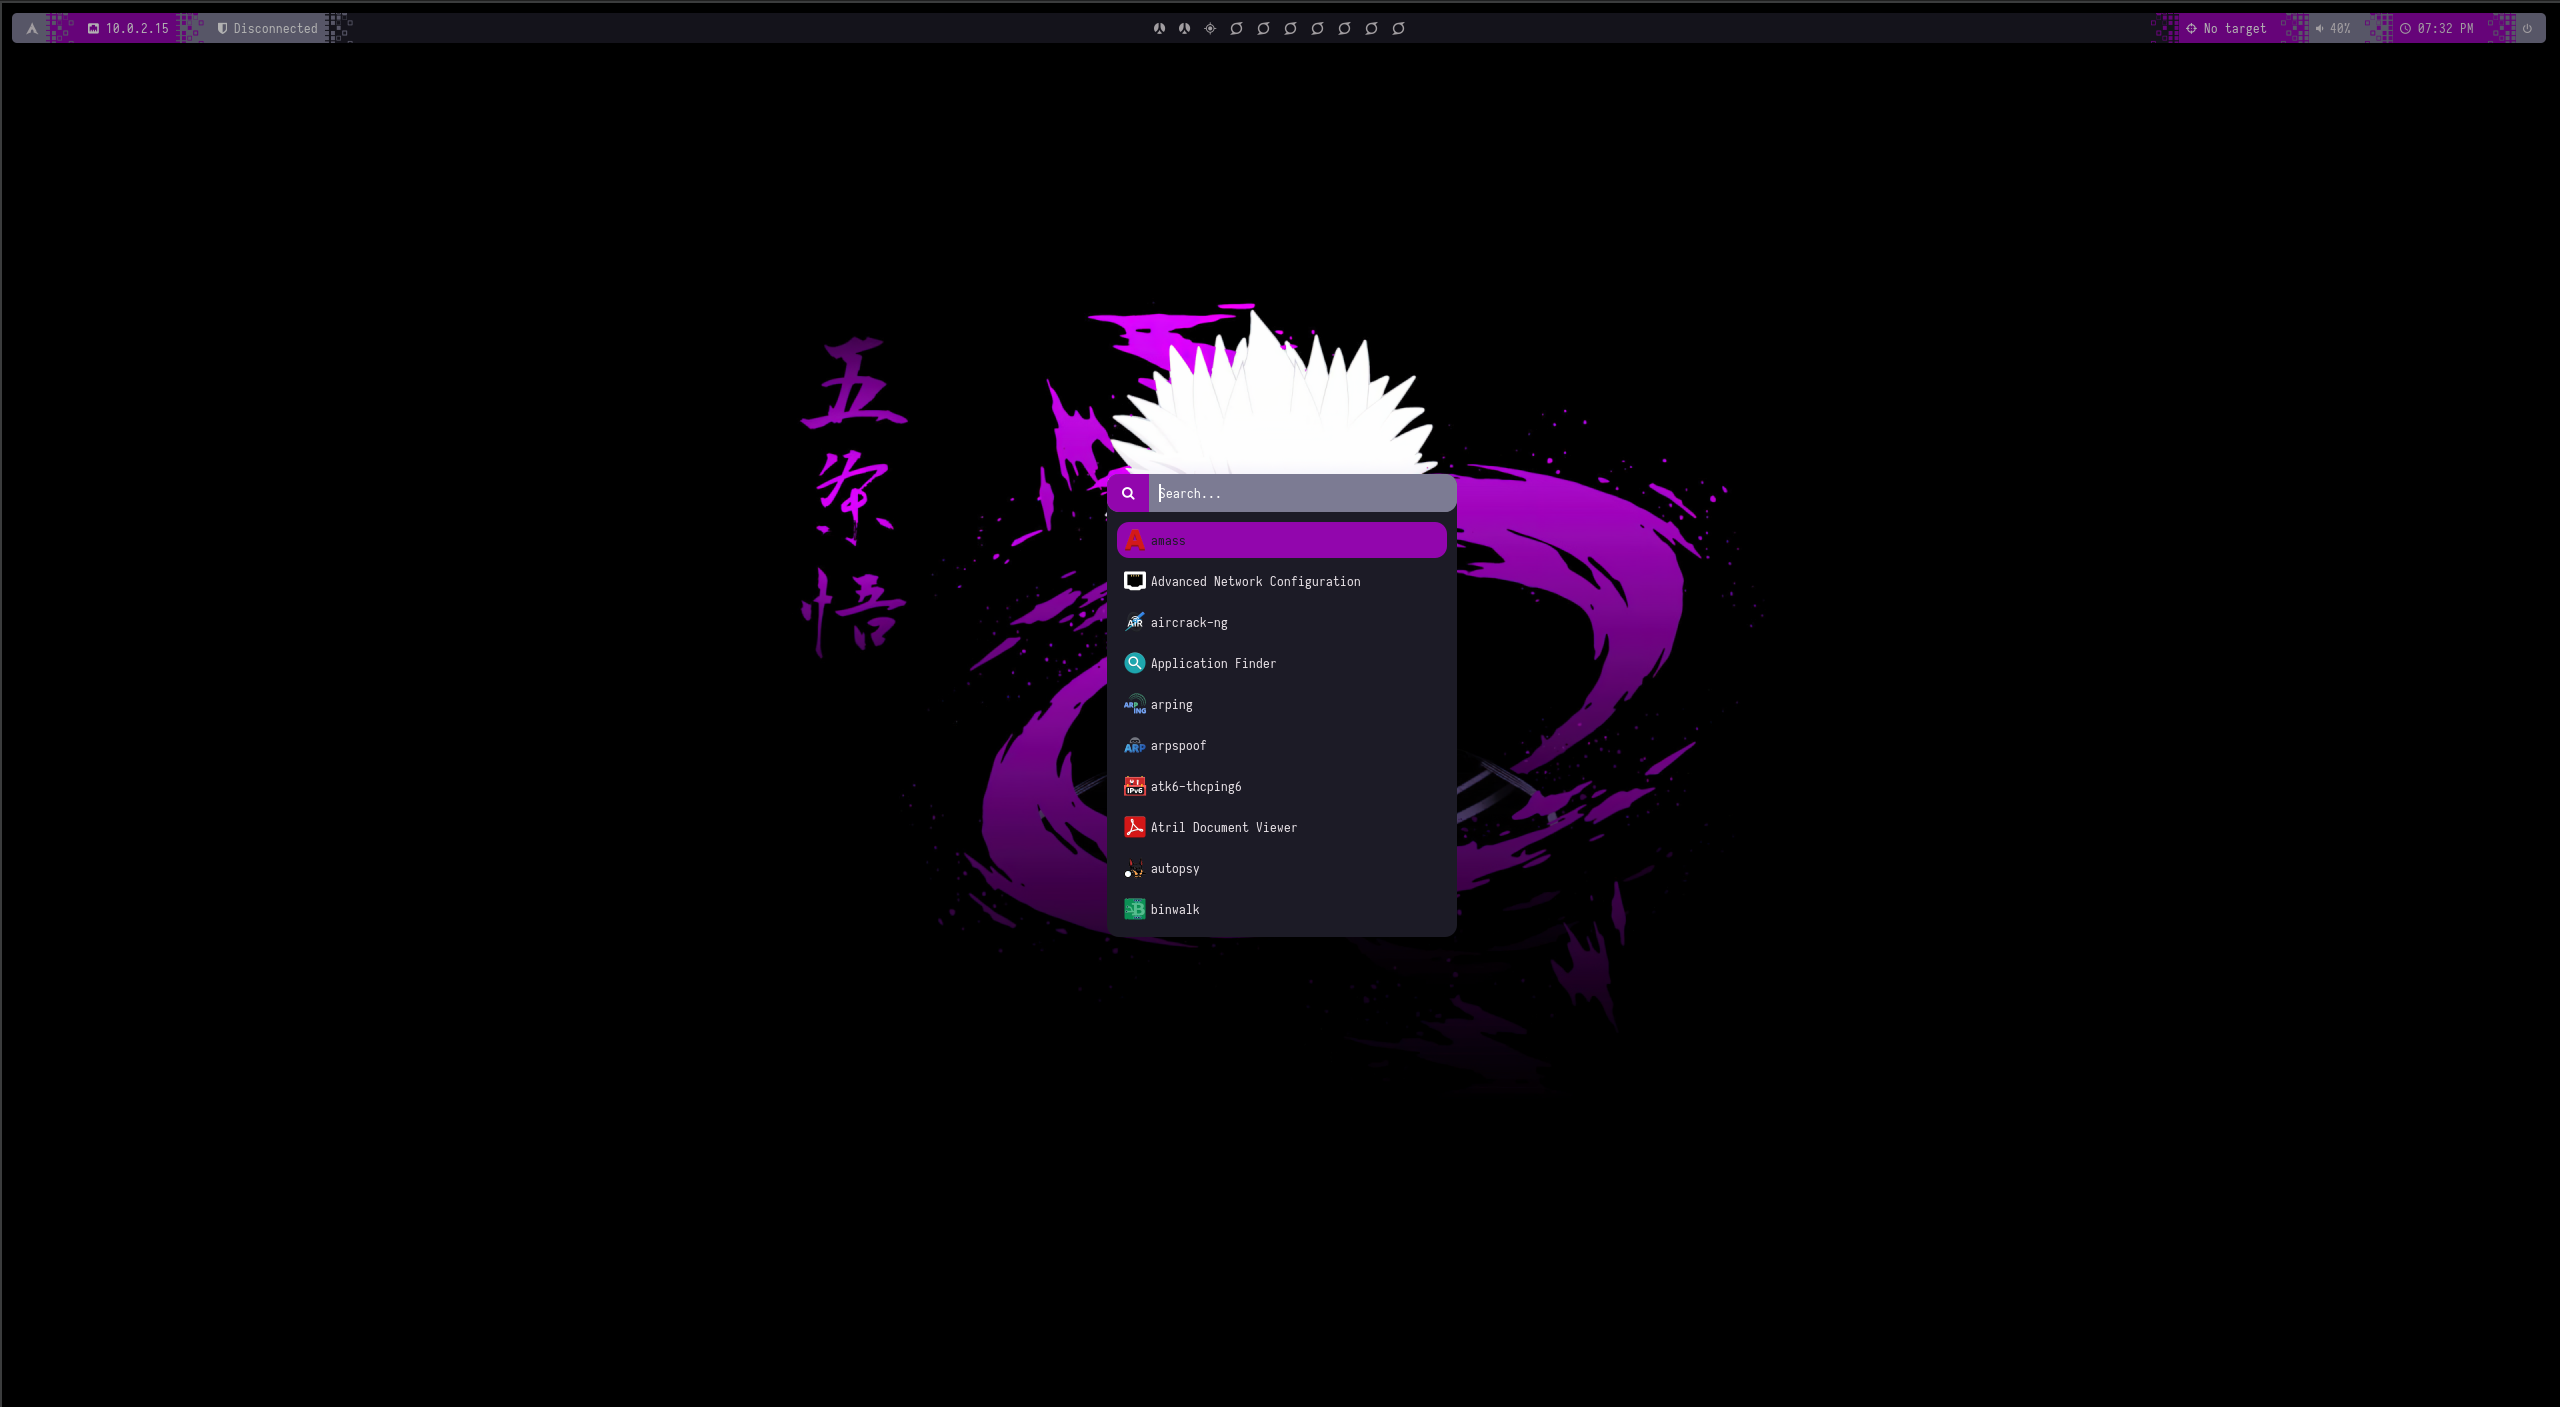 10.0.2.15
Disconnected
No target
40%
07:32 PM
五
条
悟
Search...
amass
Advanced Network Configuration
aircrack-ng
Application Finder
arping
arpspoof
atk6-thcping6
Atril Document Viewer
autopsy
binwalk